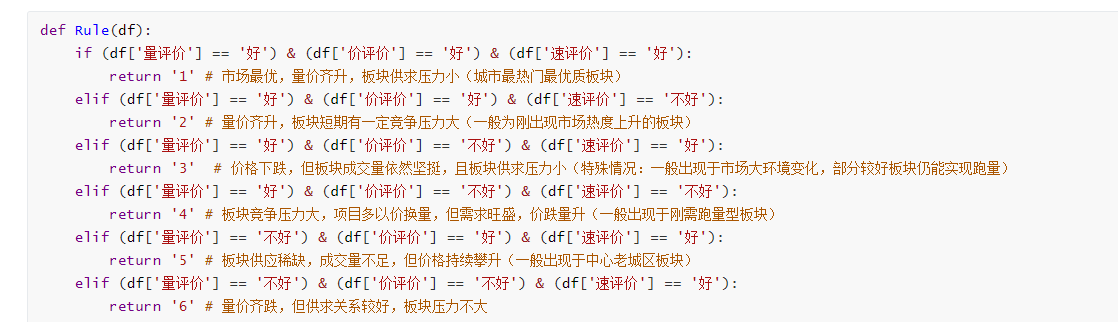 def Rule(df):
    if (df['量评价'] == '好') & (df['价评价'] == '好') & (df['速评价'] == '好'):
        return '1' # 市场最优，量价齐升，板块供求压力小（城市最热门最优质板块）
    elif (df['量评价'] == '好') & (df['价评价'] == '好') & (df['速评价'] == '不好'):
        return '2' # 量价齐升，板块短期有一定竞争压力大（一般为刚出现市场热度上升的板块）
    elif (df['量评价'] == '好') & (df['价评价'] == '不好') & (df['速评价'] == '好'):
        return '3'  # 价格下跌，但板块成交量依然坚挺，且板块供求压力小（特殊情况：一般出现于市场大环境变化，部分较好板块仍能实现跑量）
    elif (df['量评价'] == '好') & (df['价评价'] == '不好') & (df['速评价'] == '不好'):
        return '4' # 板块竞争压力大，项目多以价换量，但需求旺盛，价跌量升（一般出现于刚需跑量型板块）
    elif (df['量评价'] == '不好') & (df['价评价'] == '好') & (df['速评价'] == '好'):
        return '5' # 板块供应稀缺，成交量不足，但价格持续攀升（一般出现于中心老城区板块）
    elif (df['量评价'] == '不好') & (df['价评价'] == '不好') & (df['速评价'] == '好'):
        return '6' # 量价齐跌，但供求关系较好，板块压力不大